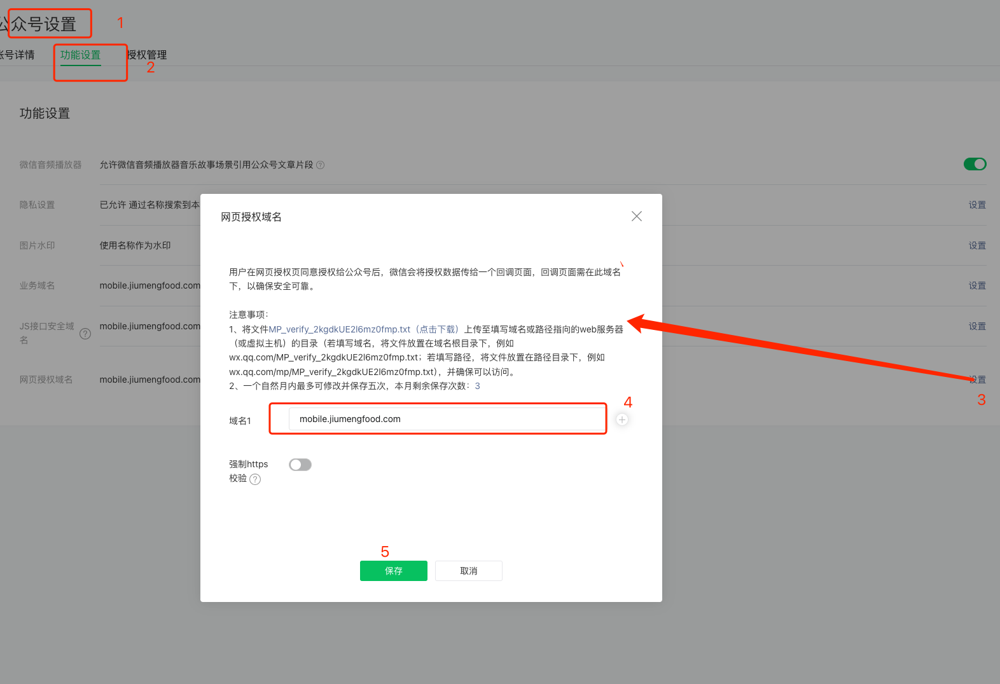 公众号设置
1
账号详情
功能设置
授权管理
2
功能设置
微信音频播放器
允许微信音频播放器音乐故事场景引用公众号文章片段 ?
隐私设置
已允许 通过名称搜索到本
设置
图片水印
使用名称作为水印
设置
业务域名
mobile.jiumengfood.com
设置
JS接口安全域
名 ?
mobile.jiumengfood.com
设置
网页授权域名
mobile.jiumengfood.com
设置
3
网页授权域名
用户在网页授权页同意授权给公众号后，微信会将授权数据传给一个回调页面，回调页面需在此域名
下，以确保安全可靠。
注意事项：
1、将文件MP_verify_2kgdkUE2l6mz0fmp.txt（点击下载）上传至填写域名或路径指向的web服务器
（或虚拟主机）的目录（若填写域名，将文件放置在域名根目录下，例如
wx.qq.com/MP_verify_2kgdkUE2l6mz0fmp.txt；若填写路径，将文件放置在路径目录下，例如
wx.qq.com/mp/MP_verify_2kgdkUE2l6mz0fmp.txt），并确保可以访问。
2、一个自然月内最多可修改并保存五次，本月剩余保存次数：3
4
域名1
mobile.jiumengfood.com
强制https
校验 ?
5
保存
取消